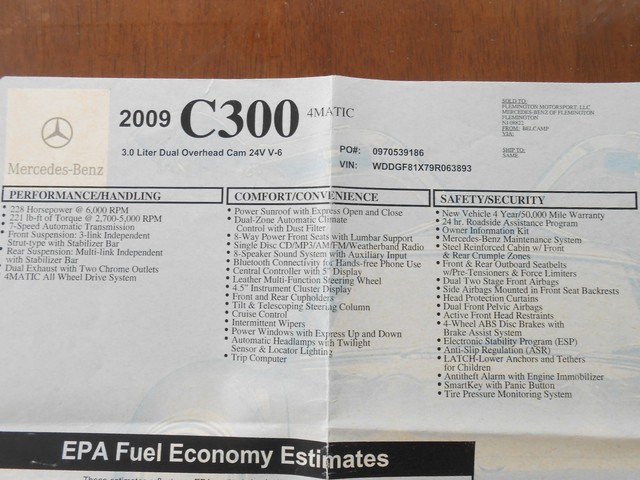 Mercedes-Benz
2009 C300 4MATIC
3.0 Liter Dual Overhead Cam 24V V-6
PO#: 0970539186
VIN: WDDGF81X79R063893
SOLD TO:
FLEMINGTON MOTORSPORT, LLC
MERCEDES-BENZ OF FLEMINGTON
FLEMINGTON
NJ 08822
FROM: BELCAMP
VIA:
SHIP TO:
SAME
PERFORMANCE/HANDLING
• 228 Horsepower @ 6,000 RPM
• 221 lb-ft of Torque @ 2,700-5,000 RPM
• 7-Speed Automatic Transmission
• Front Suspension: 3-link Independent
Strut-type with Stabilizer Bar
• Rear Suspension: Multi-link Independent
with Stabilizer Bar
• Dual Exhaust with Two Chrome Outlets
4MATIC All Wheel Drive System
COMFORT/CONVENIENCE
• Power Sunroof with Express Open and Close
• Dual-Zone Automatic Climate
Control with Dust Filter
• 8-Way Power Front Seats with Lumbar Support
• Single Disc CD/MP3/AM/FM/Weatherband Radio
• 8-Speaker Sound System with Auxiliary Input
• Bluetooth Connectivity for Hands-free Phone Use
• Central Controller with 5" Display
• Leather Multi-Function Steering Wheel
• 4.5" Instrument Cluster Display
• Front and Rear Cupholders
• Tilt & Telescoping Steering Column
• Cruise Control
• Intermittent Wipers
• Power Windows with Express Up and Down
• Automatic Headlamps with Twilight
Sensor & Locator Lighting
• Trip Computer
SAFETY/SECURITY
• New Vehicle 4 Year/50,000 Mile Warranty
• 24 hr. Roadside Assistance Program
• Owner Information Kit
• Mercedes-Benz Maintenance System
• Steel Reinforced Cabin w/ Front
& Rear Crumple Zones
• Front & Rear Outboard Seatbelts
w/Pre-Tensioners & Force Limiters
• Dual Two Stage Front Airbags
• Side Airbags Mounted in Front Seat Backrests
• Head Protection Curtains
• Dual Front Pelvic Airbags
• Active Front Head Restraints
• 4-Wheel ABS Disc Brakes with
Brake Assist System
• Electronic Stability Program (ESP)
• Anti-Slip Regulation (ASR)
• LATCH-Lower Anchors and Tethers
for Children
• Antitheft Alarm with Engine Immobilizer
• SmartKey with Panic Button
• Tire Pressure Monitoring System
EPA Fuel Economy Estimates